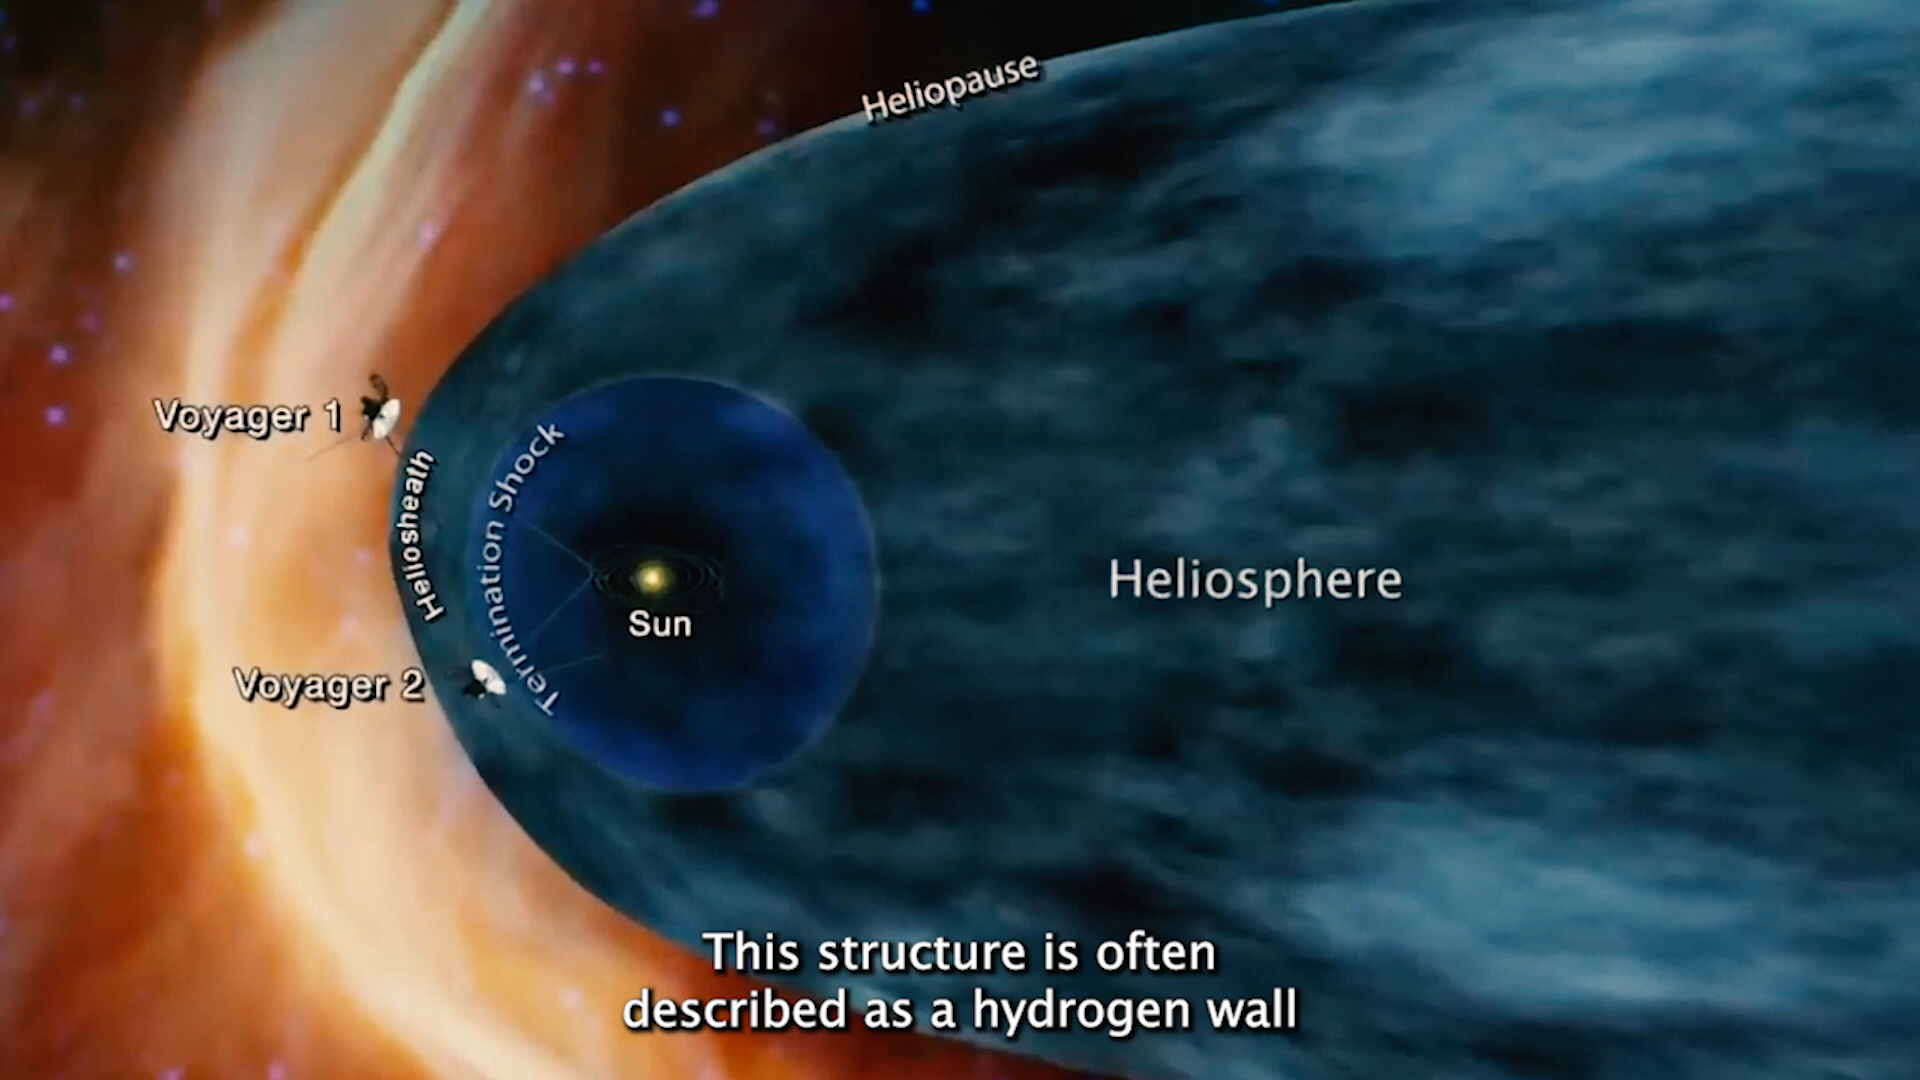 Heliopause
Voyager 1
Heliosheath
Termination Shock
Heliosphere
Sun
Voyager 2
This structure is often
described as a hydrogen wall